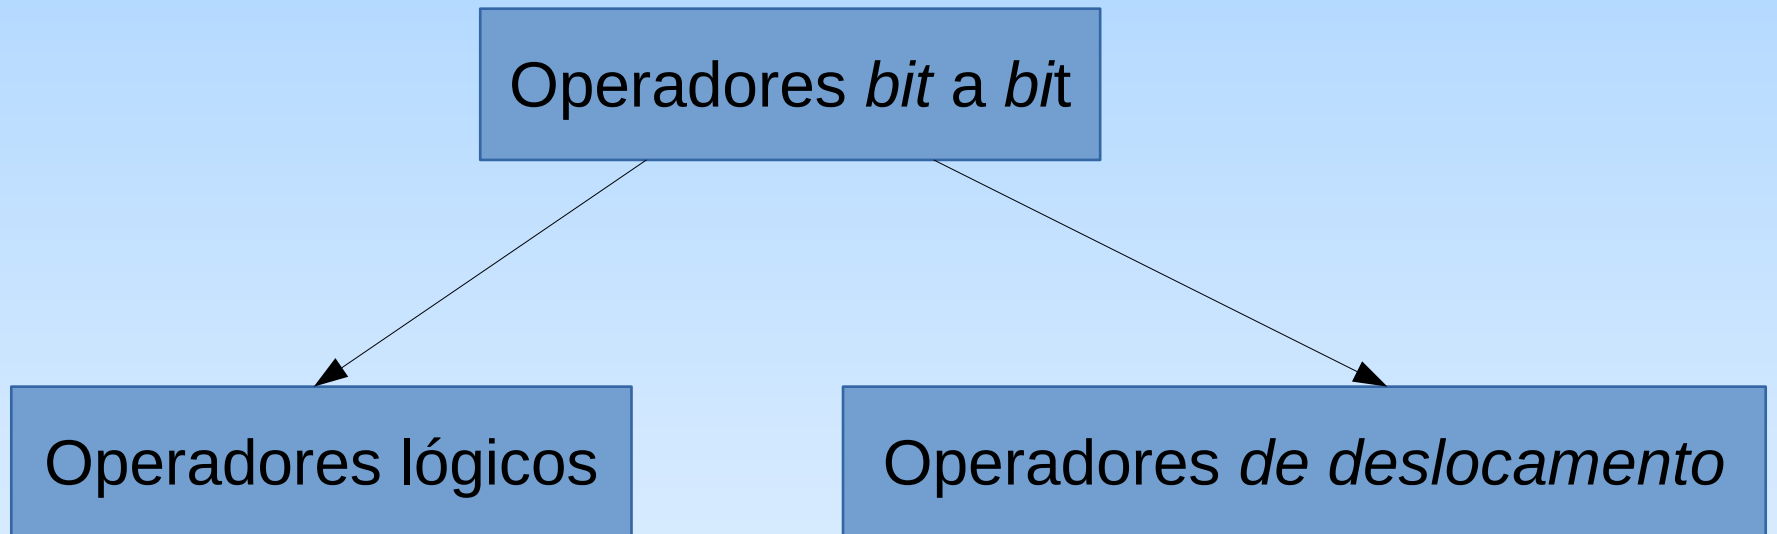 Operadores bit a bit
Operadores lógicos
Operadores de deslocamento